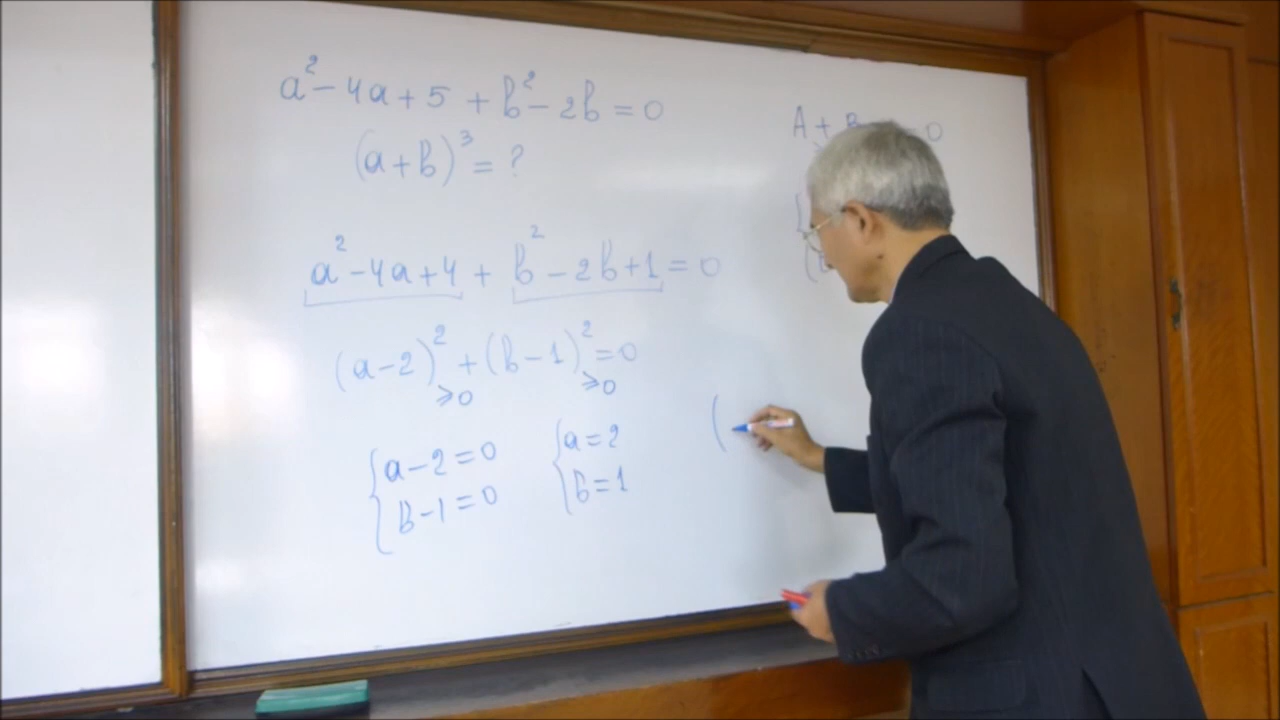 a² - 4a + 5 + b² - 2b = 0
(a + b)³ = ?
a² - 4a + 4 + b² - 2b + 1 = 0
(a - 2)² + (b - 1)² = 0
≥0 ≥0
{a - 2 = 0
b - 1 = 0
{a = 2
b = 1
(
A + B = 0